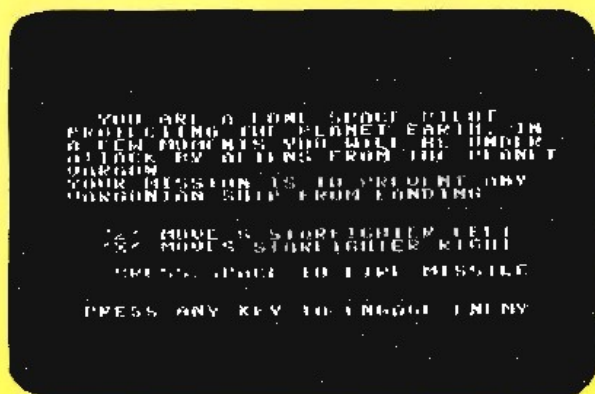 YOU ARE A LONE SPACE PILOT
PROTECTING THE PLANET EARTH. IN
A FEW MOMENTS YOU WILL BE UNDER
ATTACK BY ALIENS FROM THE PLANET
VARGON
YOUR MISSION IS TO PREVENT ANY
VARGONIAN SHIP FROM LANDING
MOVES STARFIGHTER LEFT
MOVES STARFIGHTER RIGHT
PRESS SPACE TO FIRE MISSILE
PRESS ANY KEY TO ENGAGE ENEMY